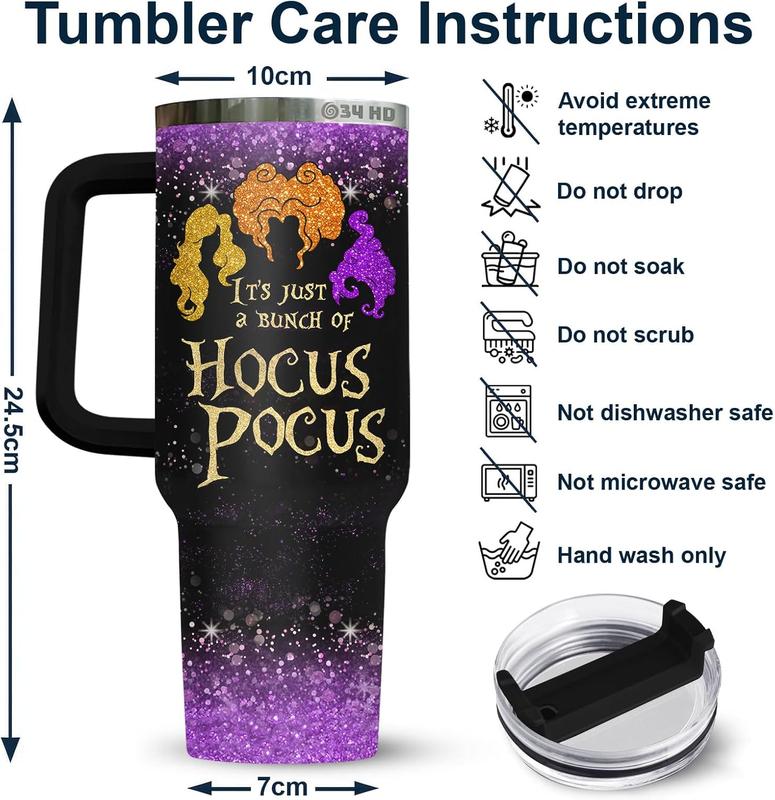 Tumbler Care Instructions
10cm
34 HD
24.5cm
IT'S JUST
A BUNCH OF
HOCUS
POCUS
7cm
Avoid extreme
temperatures
Do not drop
Do not soak
Do not scrub
Not dishwasher safe
Not microwave safe
Hand wash only